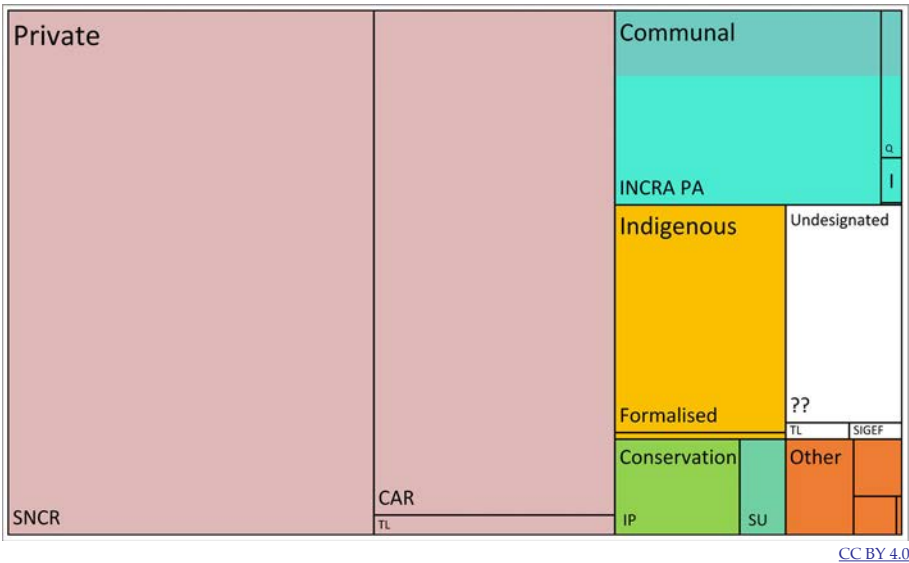 Private
SNCR
CAR
TL
Communal
INCRA PA
Q
I
Indigenous
Formalised
Undesignated
??
TL
SIGEF
Conservation
IP
SU
Other
CC BY 4.0